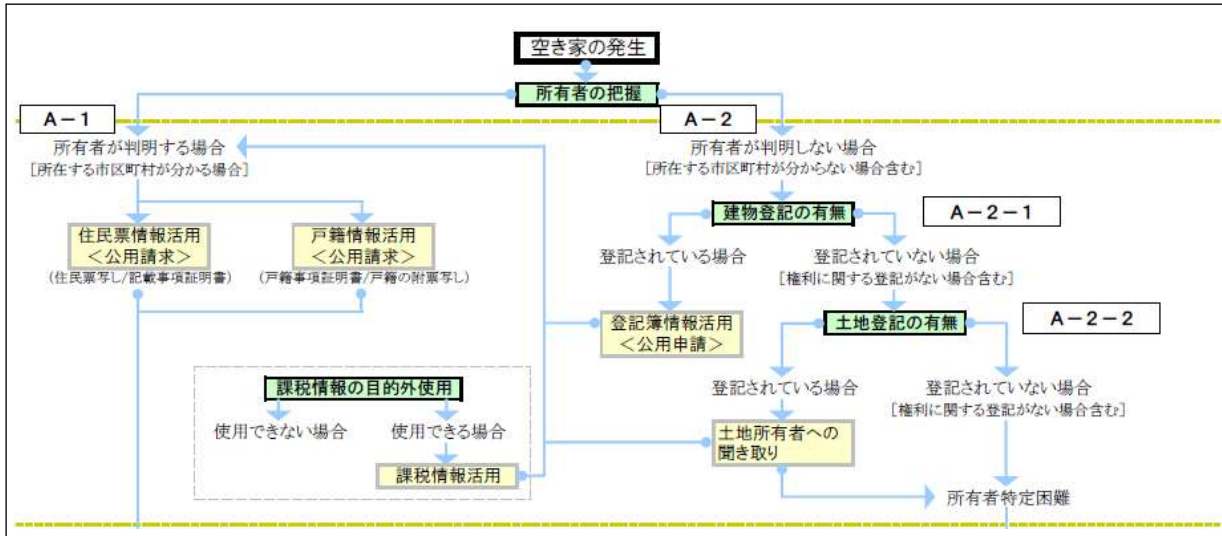 空き家の発生
所有者の把握
A-1
A-2
所有者が判明する場合
[所在する市区町村が分かる場合]
所有者が判明しない場合
[所在する市区町村が分からない場合含む]
建物登記の有無
A-2-1
住民票情報活用
<公用請求>
(住民票写し/記載事項証明書)
戸籍情報活用
<公用請求>
(戸籍事項証明書/戸籍の附票写し)
登記されている場合
登記されていない場合
[権利に関する登記がない場合含む]
登記簿情報活用
<公用申請>
土地登記の有無
A-2-2
課税情報の目的外使用
使用できない場合
使用できる場合
課税情報活用
登記されている場合
登記されていない場合
[権利に関する登記がない場合含む]
土地所有者への
聞き取り
所有者特定困難